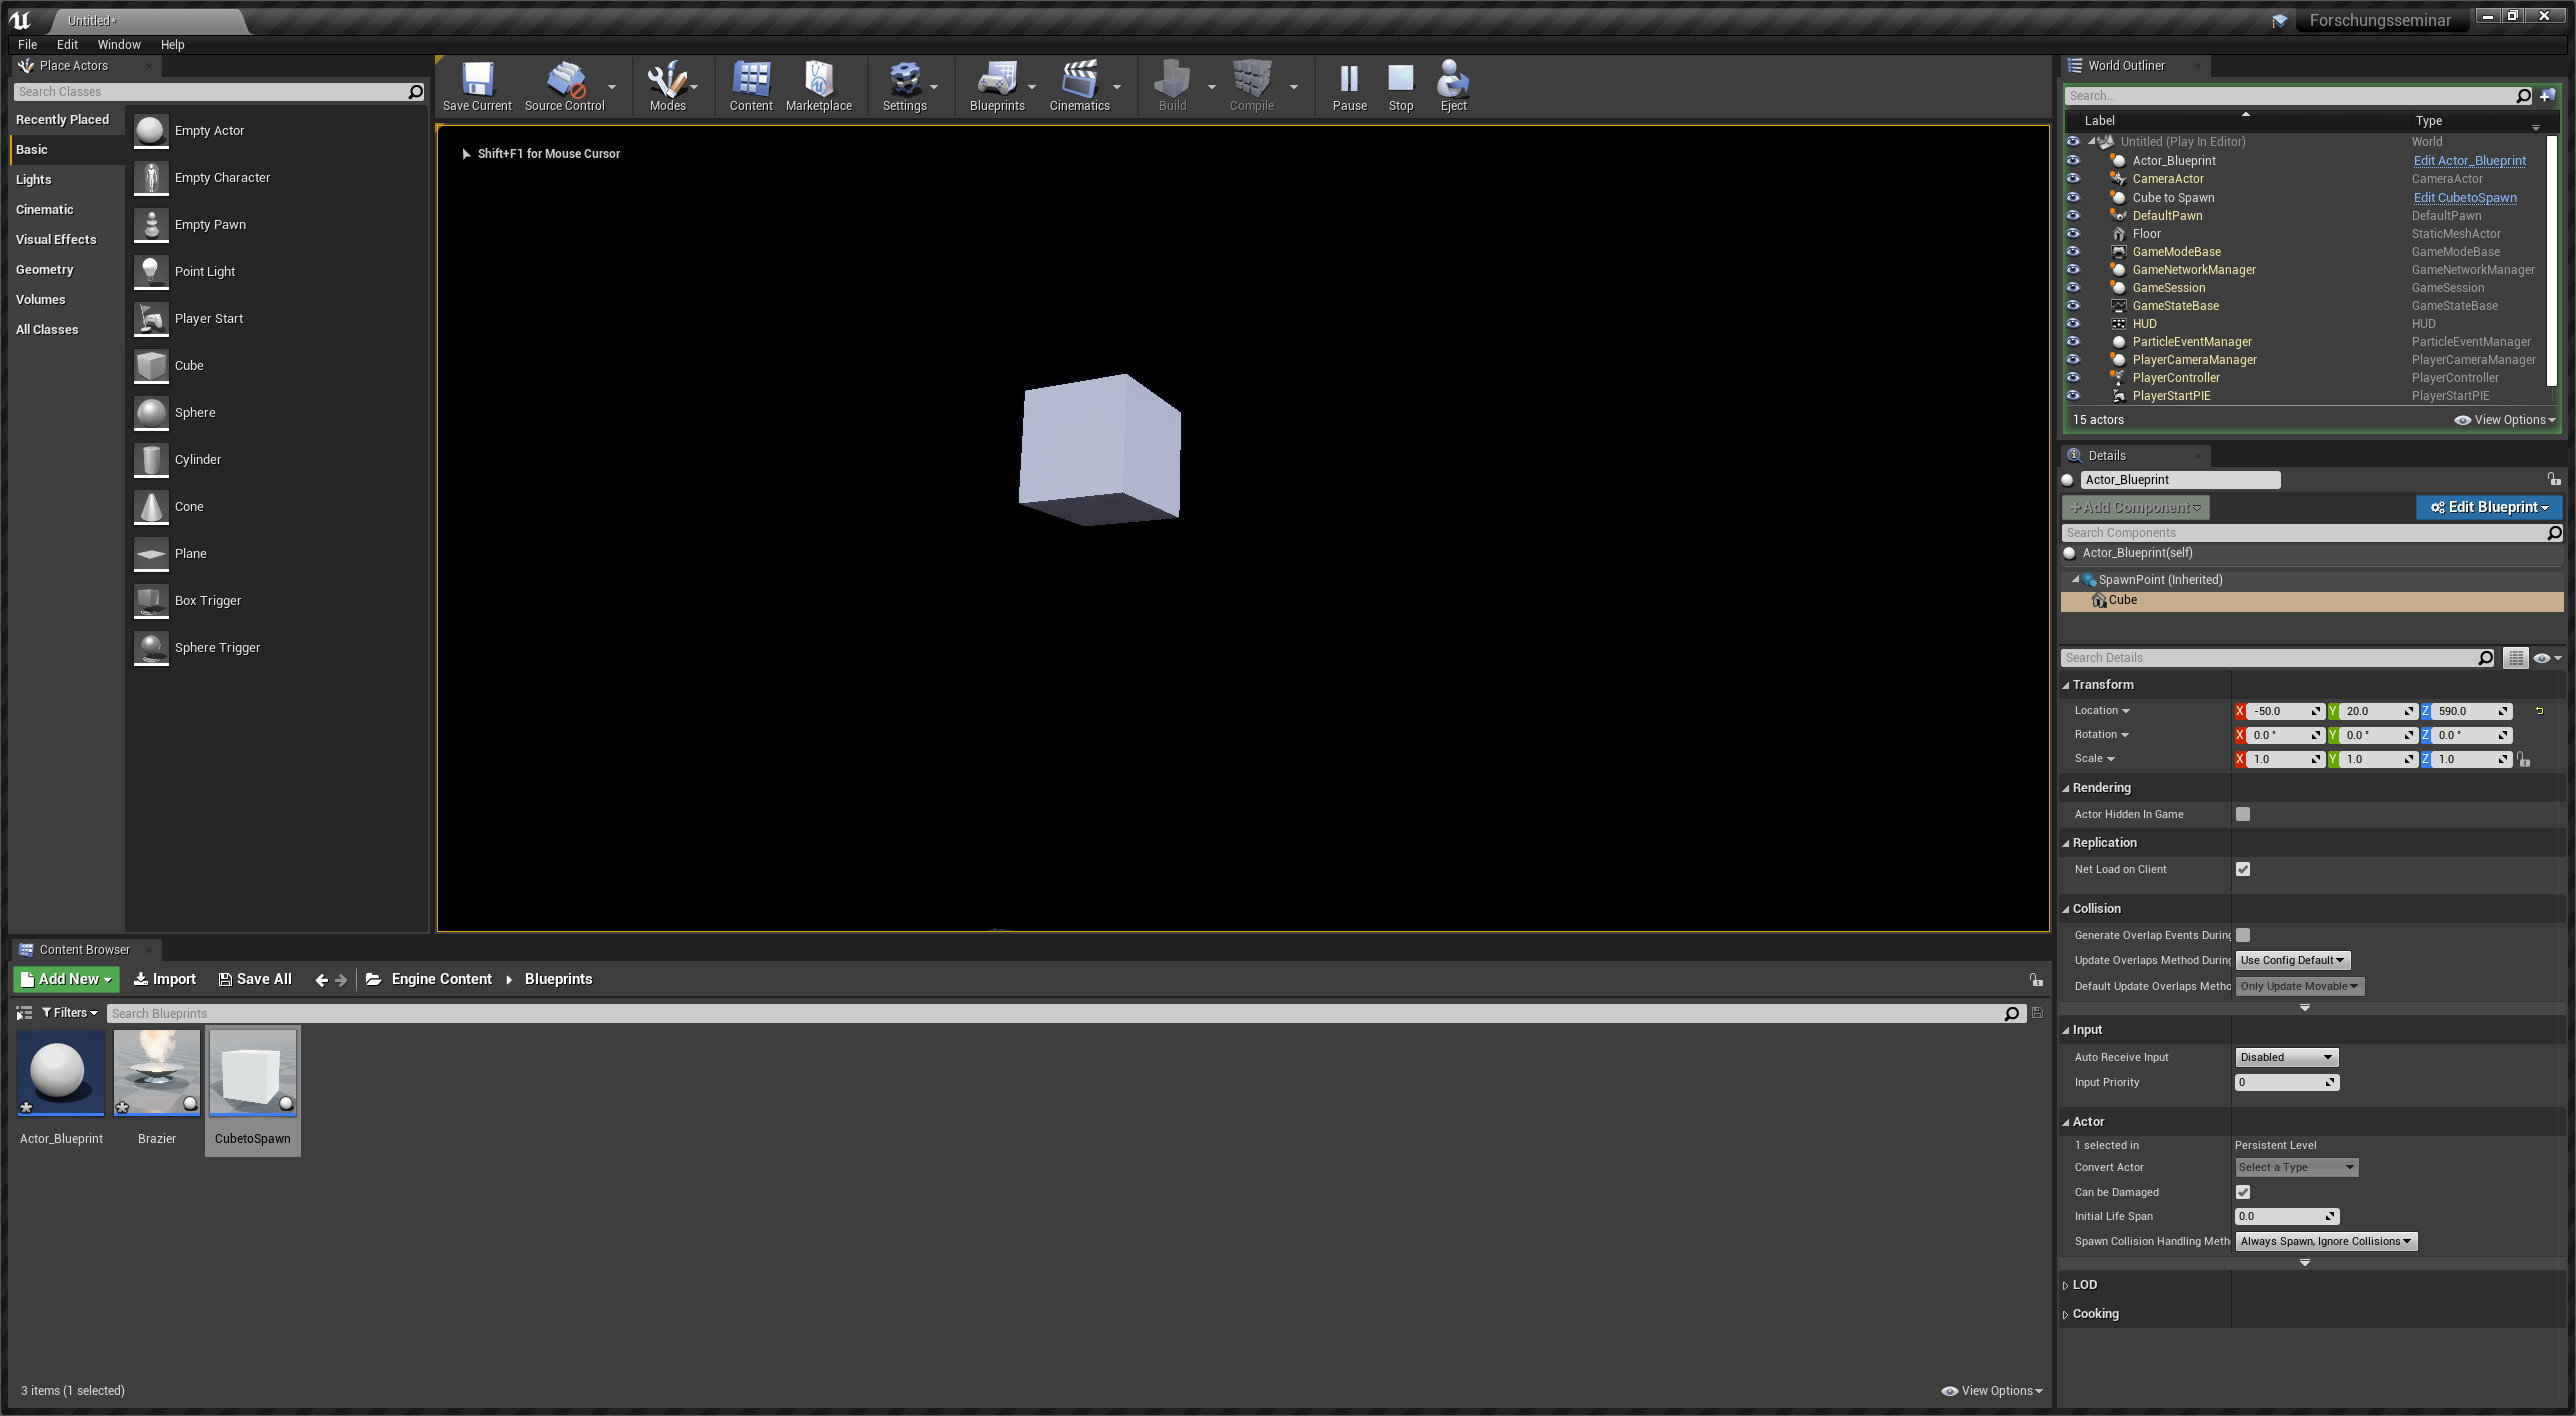 Untitled*
Forschungsseminar
File Edit Window Help
Place Actors
Search Classes
Recently Placed
Basic
Lights
Cinematic
Visual Effects
Geometry
Volumes
All Classes
Empty Actor
Empty Character
Empty Pawn
Point Light
Player Start
Cube
Sphere
Cylinder
Cone
Plane
Box Trigger
Sphere Trigger
Save Current Source Control Modes Content Marketplace Settings Blueprints Cinematics Build Compile Pause Stop Eject
Shift+F1 for Mouse Cursor
World Outliner
Search...
Label Type
Untitled (Play In Editor) World
Actor_Blueprint Edit Actor_Blueprint
CameraActor CameraActor
Cube to Spawn Edit CubetoSpawn
DefaultPawn DefaultPawn
Floor StaticMeshActor
GameModeBase GameModeBase
GameNetworkManager GameNetworkManager
GameSession GameSession
GameStateBase GameStateBase
HUD HUD
ParticleEventManager ParticleEventManager
PlayerCameraManager PlayerCameraManager
PlayerController PlayerController
PlayerStartPIE PlayerStartPIE
15 actors View Options
Details
Actor_Blueprint
+ Add Component Edit Blueprint
Search Components
Actor_Blueprint(self)
SpawnPoint (Inherited)
Cube
Search Details
Transform
Location X -50.0 Y 20.0 Z 590.0
Rotation X 0.0 ° Y 0.0 ° Z 0.0 °
Scale X 1.0 Y 1.0 Z 1.0
Rendering
Actor Hidden In Game
Replication
Net Load on Client
Collision
Generate Overlap Events During
Update Overlaps Method During Use Config Default
Default Update Overlaps Metho Only Update Movable
Input
Auto Receive Input Disabled
Input Priority 0
Actor
1 selected in Persistent Level
Convert Actor Select a Type
Can be Damaged
Initial Life Span 0.0
Spawn Collision Handling Meth Always Spawn, Ignore Collisions
LOD
Cooking
Content Browser
Add New Import Save All Engine Content Blueprints
Filters Search Blueprints
Actor_Blueprint Brazier CubetoSpawn
3 items (1 selected) View Options